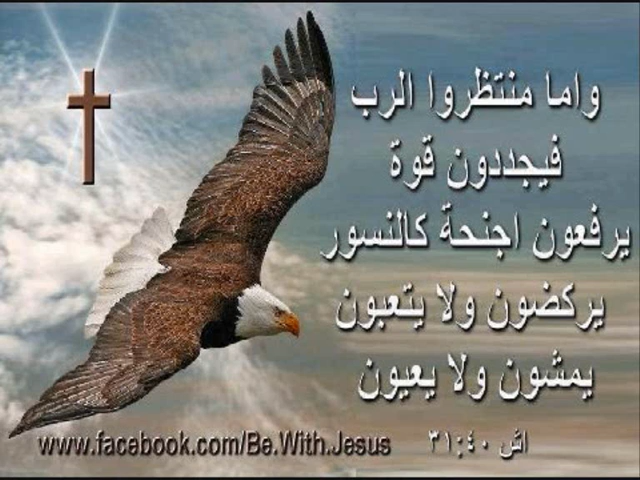 واما منتظروا الرب
فيجددون قوة
يرفعون اجنحة كالنسور
يركضون ولا يتعبون
يمشون ولا يعيون
اش ٣١:٤٠
www.facebook.com/Be.With.Jesus